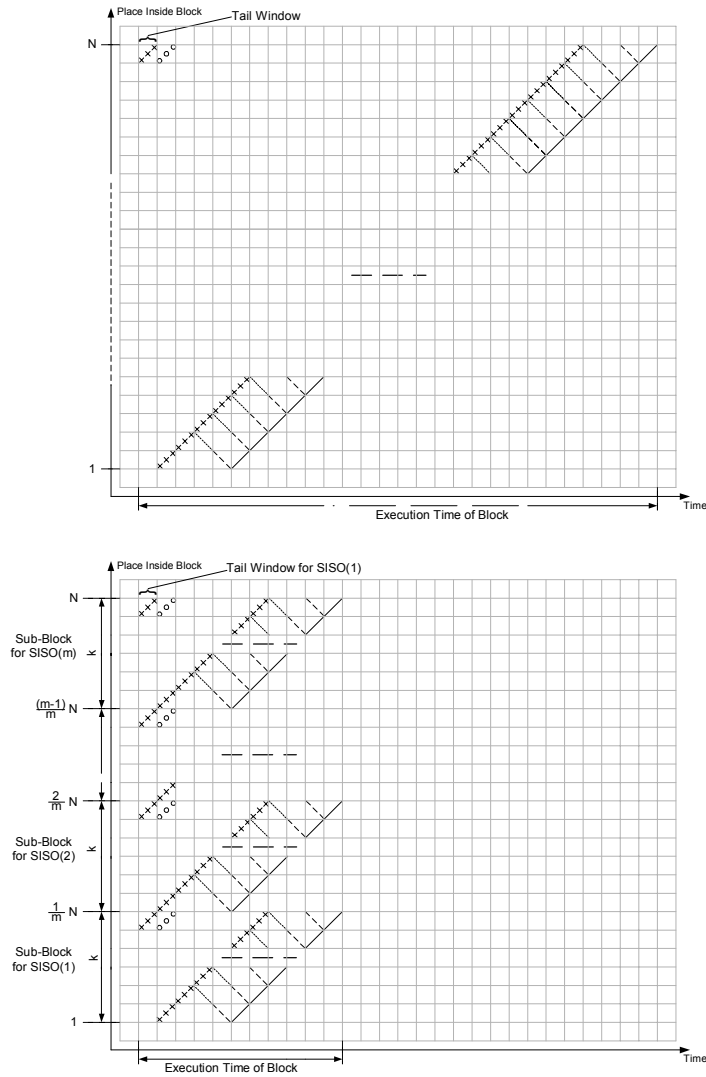 Place Inside Block
Tail Window
N
1
Time
Execution Time of Block
Place Inside Block
Tail Window for SISO(1)
N
Sub-Block
for SISO(m)
k
(m-1)
m N
2
m N
Sub-Block
for SISO(2)
k
1
m N
Sub-Block
for SISO(1)
k
1
Time
Execution Time of Block